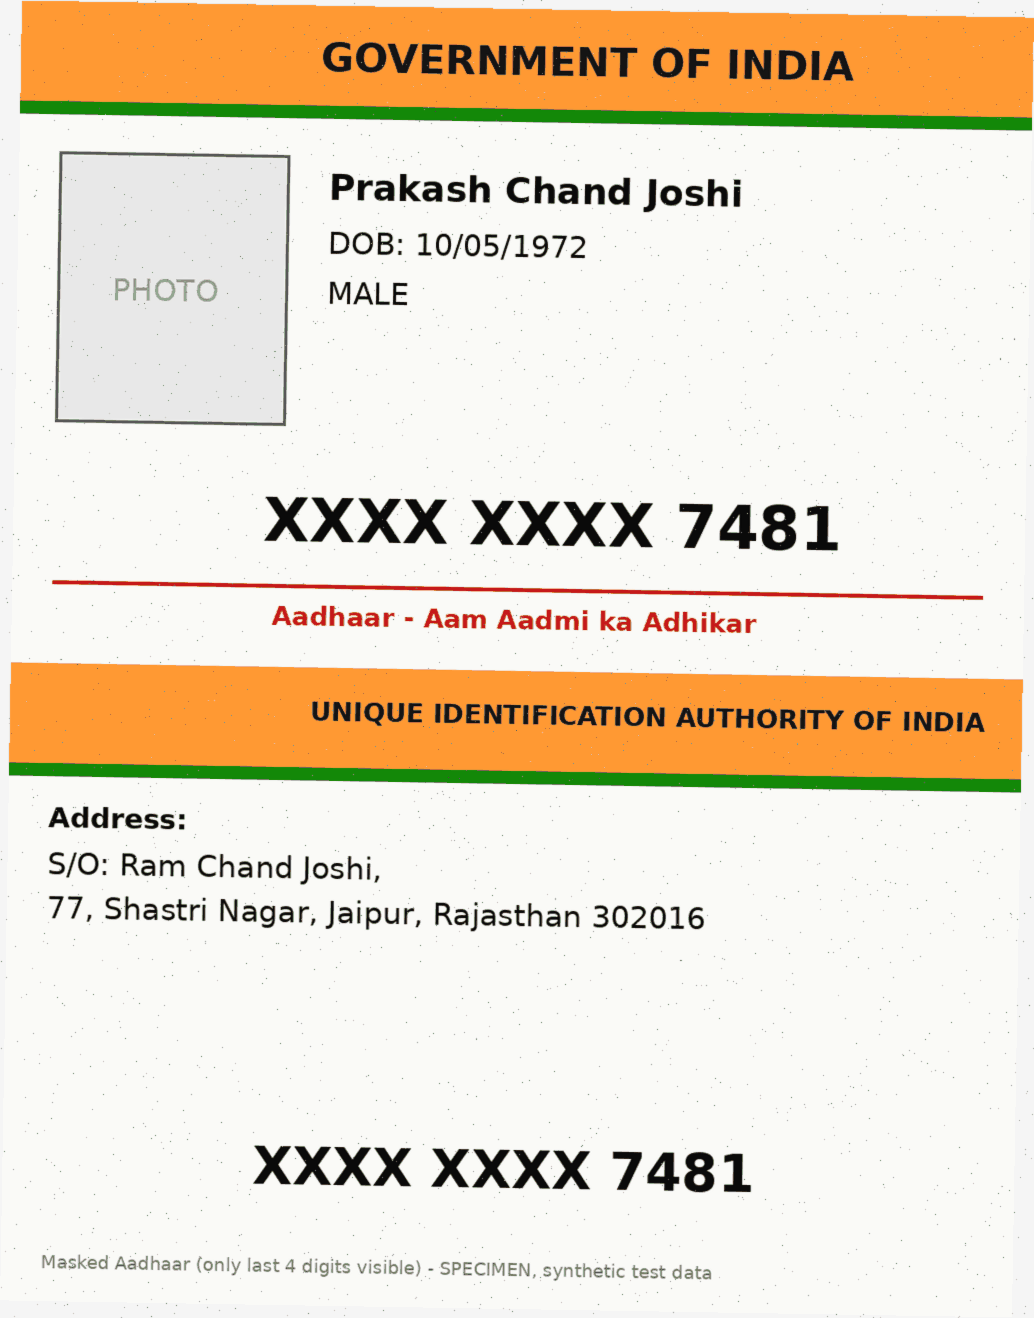 GOVERNMENT OF INDIA
Prakash Chand Joshi
DOB: 10/05/1972
MALE
PHOTO
XXXX XXXX 7481
Aadhaar - Aam Aadmi ka Adhikar
UNIQUE IDENTIFICATION AUTHORITY OF INDIA
Address:
S/O: Ram Chand Joshi,
77, Shastri Nagar, Jaipur, Rajasthan 302016
XXXX XXXX 7481
Masked Aadhaar (only last 4 digits visible) - SPECIMEN, synthetic test data